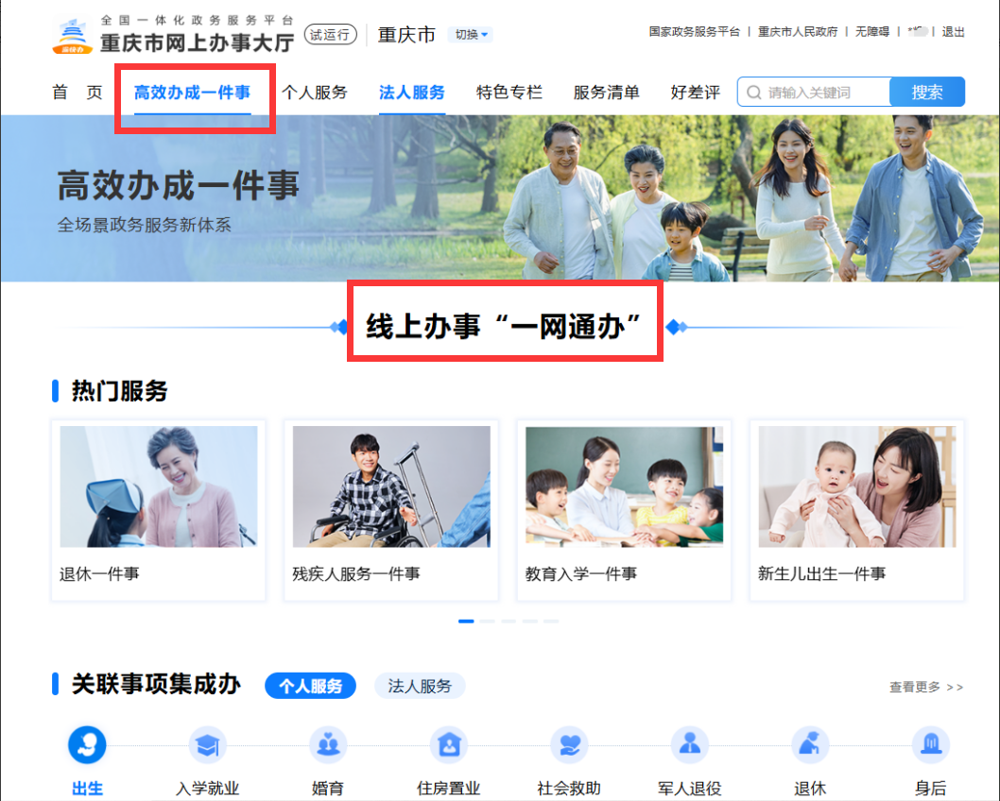 全国一体化政务服务平台
重庆市网上办事大厅 试运行 重庆市 切换
渝快办
国家政务服务平台 | 重庆市人民政府 | 无障碍 | | 退出
首 页 高效办成一件事 个人服务 法人服务 特色专栏 服务清单 好差评 请输入关键词 搜索
高效办成一件事
全场景政务服务新体系
线上办事“一网通办”
热门服务
退休一件事 残疾人服务一件事 教育入学一件事 新生儿出生一件事
关联事项集成办 个人服务 法人服务 查看更多 >>
出生 入学就业 婚育 住房置业 社会救助 军人退役 退休 身后